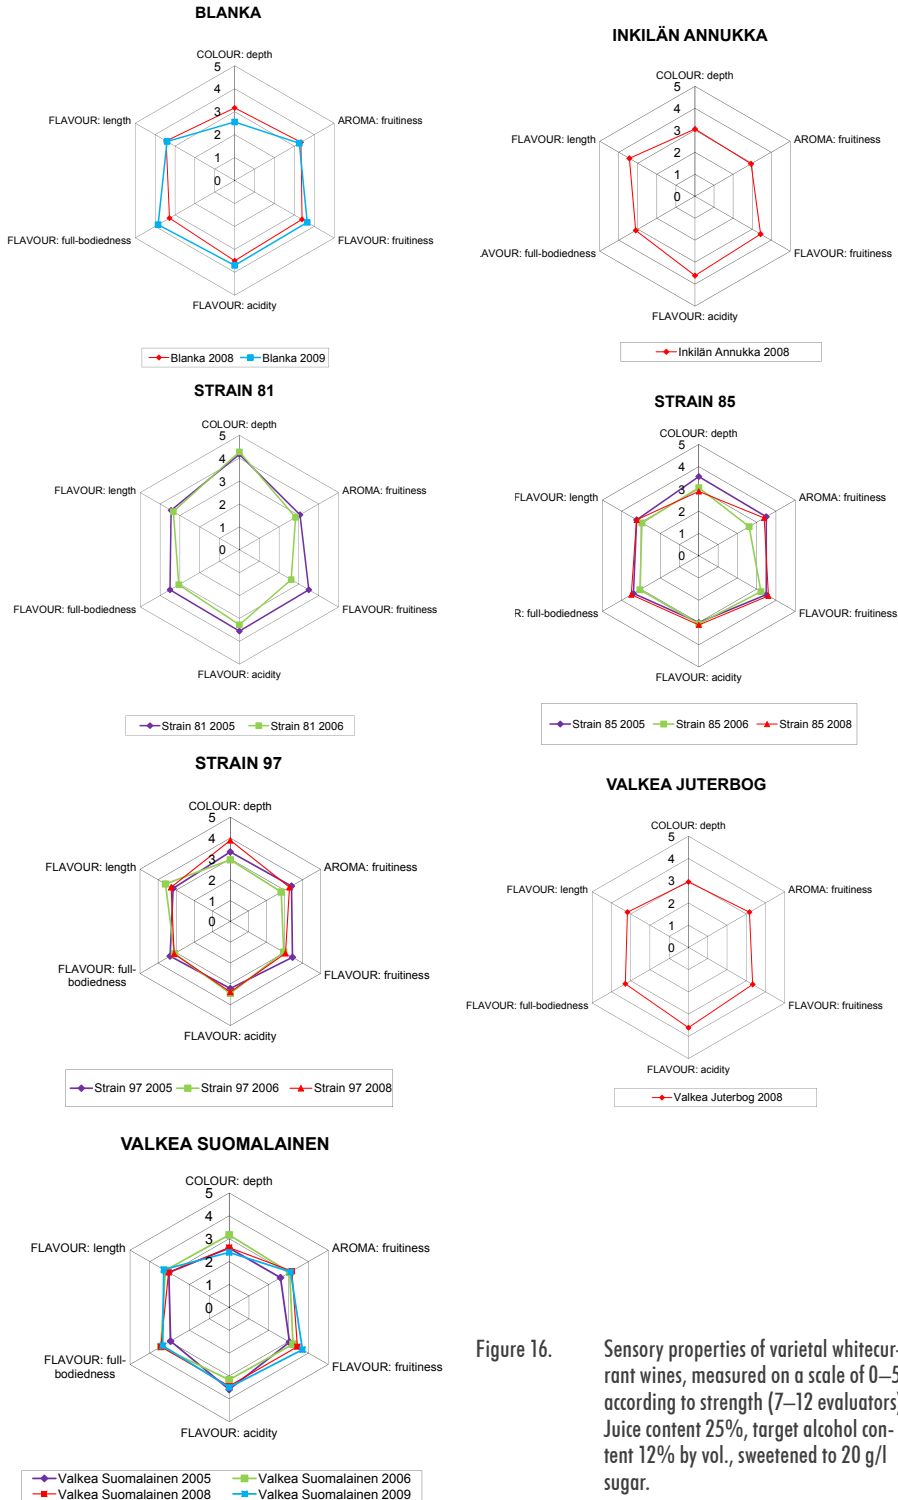 BLANKA
COLOUR: depth
5
4
3
2
1
0
FLAVOUR: length
AROMA: fruitiness
FLAVOUR: full-bodiedness
FLAVOUR: fruitiness
FLAVOUR: acidity
Blanka 2008 Blanka 2009
INKILÄN ANNUKKA
COLOUR: depth
5
4
3
2
1
0
FLAVOUR: length
AROMA: fruitiness
AVOUR: full-bodiedness
FLAVOUR: fruitiness
FLAVOUR: acidity
Inkilän Annukka 2008
STRAIN 81
COLOUR: depth
5
4
3
2
1
0
FLAVOUR: length
AROMA: fruitiness
FLAVOUR: full-bodiedness
FLAVOUR: fruitiness
FLAVOUR: acidity
Strain 81 2005 Strain 81 2006
STRAIN 85
COLOUR: depth
5
4
3
2
1
0
FLAVOUR: length
AROMA: fruitiness
R: full-bodiedness
FLAVOUR: fruitiness
FLAVOUR: acidity
Strain 85 2005 Strain 85 2006 Strain 85 2008
STRAIN 97
COLOUR: depth
5
4
3
2
1
0
FLAVOUR: length
AROMA: fruitiness
FLAVOUR: full-
bodiedness
FLAVOUR: fruitiness
FLAVOUR: acidity
Strain 97 2005 Strain 97 2006 Strain 97 2008
VALKEA JUTERBOG
COLOUR: depth
5
4
3
2
1
0
FLAVOUR: length
AROMA: fruitiness
FLAVOUR: full-bodiedness
FLAVOUR: fruitiness
FLAVOUR: acidity
Valkea Juterbog 2008
VALKEA SUOMALAINEN
COLOUR: depth
5
4
3
2
1
0
FLAVOUR: length
AROMA: fruitiness
FLAVOUR: full-
bodiedness
FLAVOUR: fruitiness
FLAVOUR: acidity
Valkea Suomalainen 2005 Valkea Suomalainen 2006
Valkea Suomalainen 2008 Valkea Suomalainen 2009
Figure 16. Sensory properties of varietal whitecur-
rant wines, measured on a scale of 0–5
according to strength (7–12 evaluators)
Juice content 25%, target alcohol con-
tent 12% by vol., sweetened to 20 g/l
sugar.